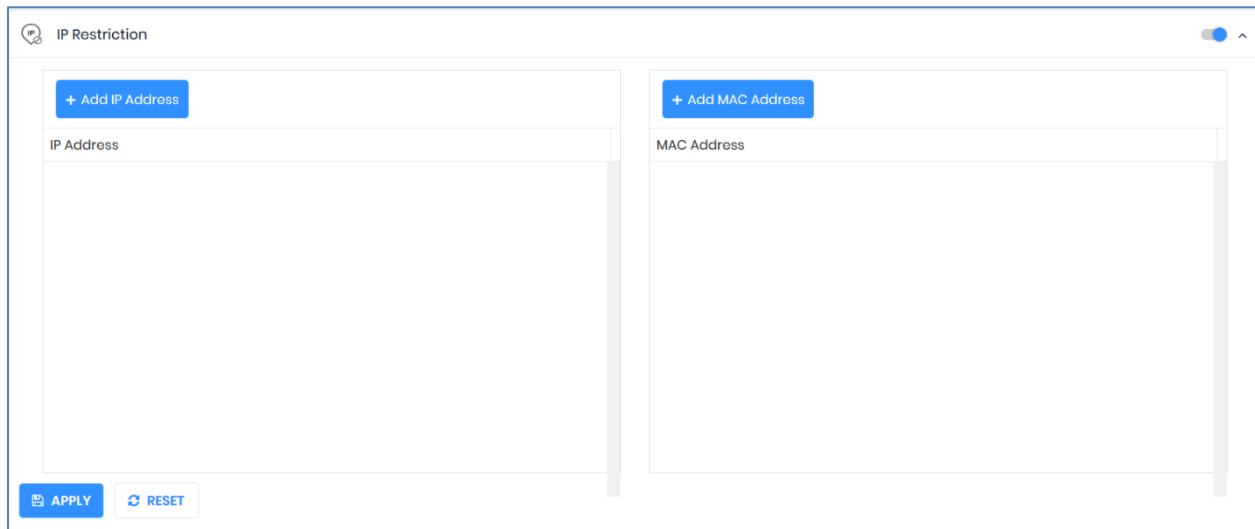 IP
IP Restriction
+ Add IP Address
+ Add MAC Address
IP Address
MAC Address
APPLY
RESET